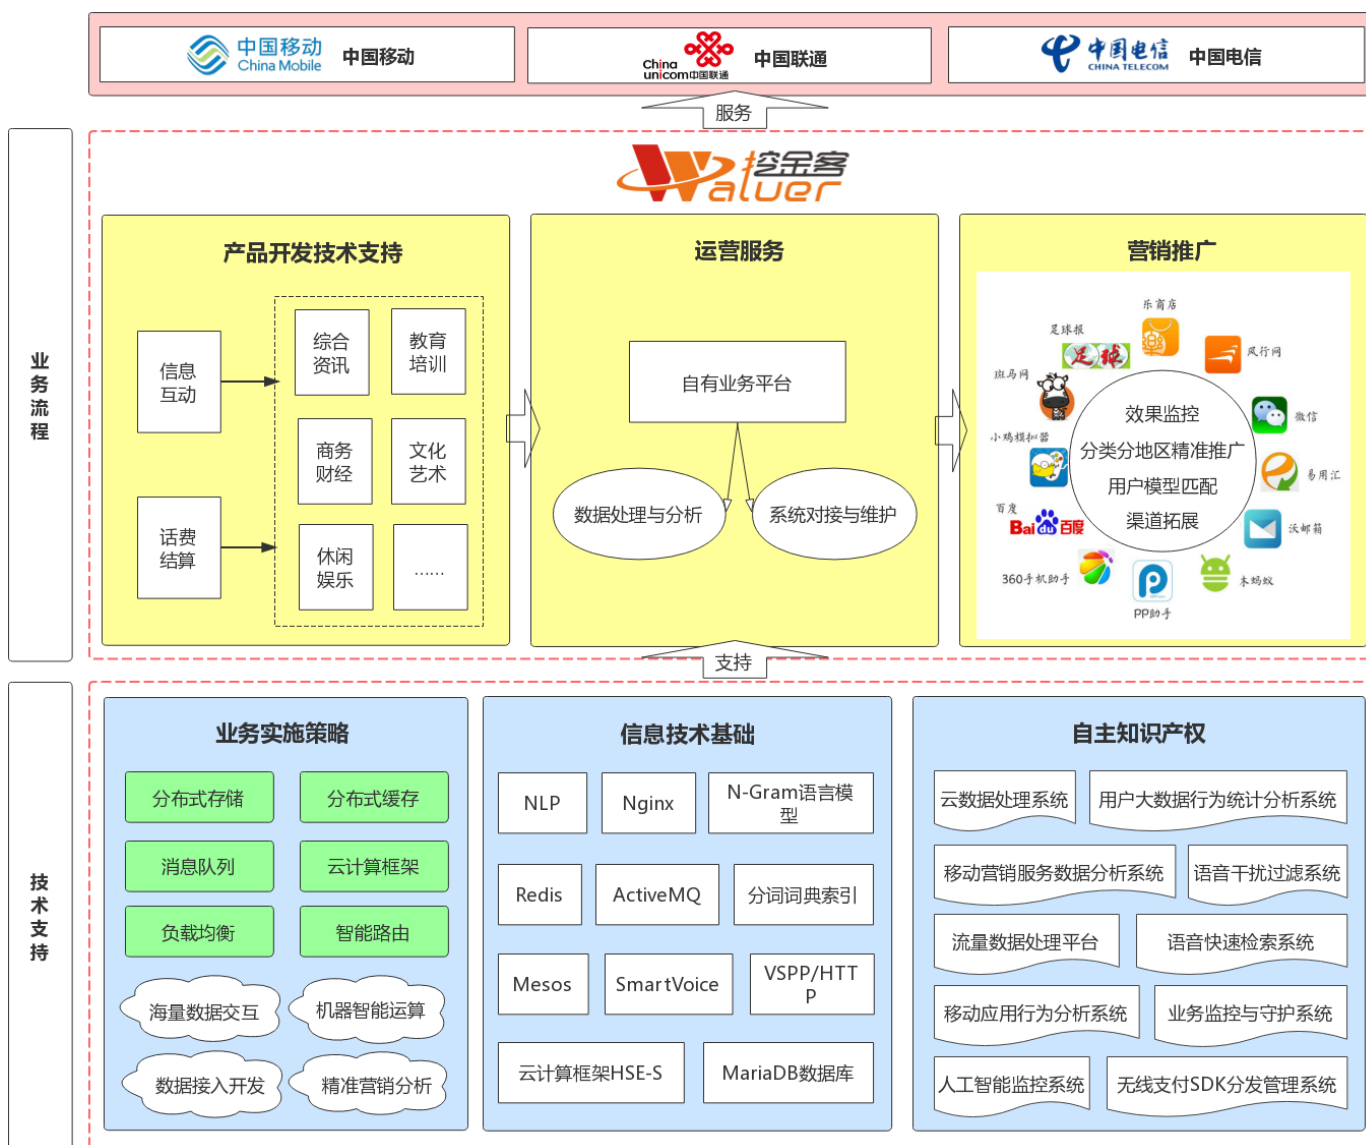 中国移动
China Mobile
中国移动
China
unicom中国联通
中国联通
中国电信
CHINA TELECOM
中国电信
服务
业务流程
挖金客
Waluer
产品开发技术支持
信息
互动
话费
结算
综合
资讯
教育
培训
商务
财经
文化
艺术
休闲
娱乐
……
运营服务
自有业务平台
数据处理与分析
系统对接与维护
营销推广
乐商店
足球报
足球
风行网
斑马网
微信
小鸡模拟器
易用汇
百度
Bai du 百度
沃邮箱
360手机助手
PP助手
木蚂蚁
效果监控
分类分地区精准推广
用户模型匹配
渠道拓展
支持
技术支持
业务实施策略
分布式存储
分布式缓存
消息队列
云计算框架
负载均衡
智能路由
海量数据交互
机器智能运算
数据接入开发
精准营销分析
信息技术基础
NLP
Nginx
N-Gram语言模
型
Redis
ActiveMQ
分词词典索引
Mesos
SmartVoice
VSPP/HTT
P
云计算框架HSE-S
MariaDB数据库
自主知识产权
云数据处理系统
用户大数据行为统计分析系统
移动营销服务数据分析系统
语音干扰过滤系统
流量数据处理平台
语音快速检索系统
移动应用行为分析系统
业务监控与守护系统
人工智能监控系统
无线支付SDK分发管理系统